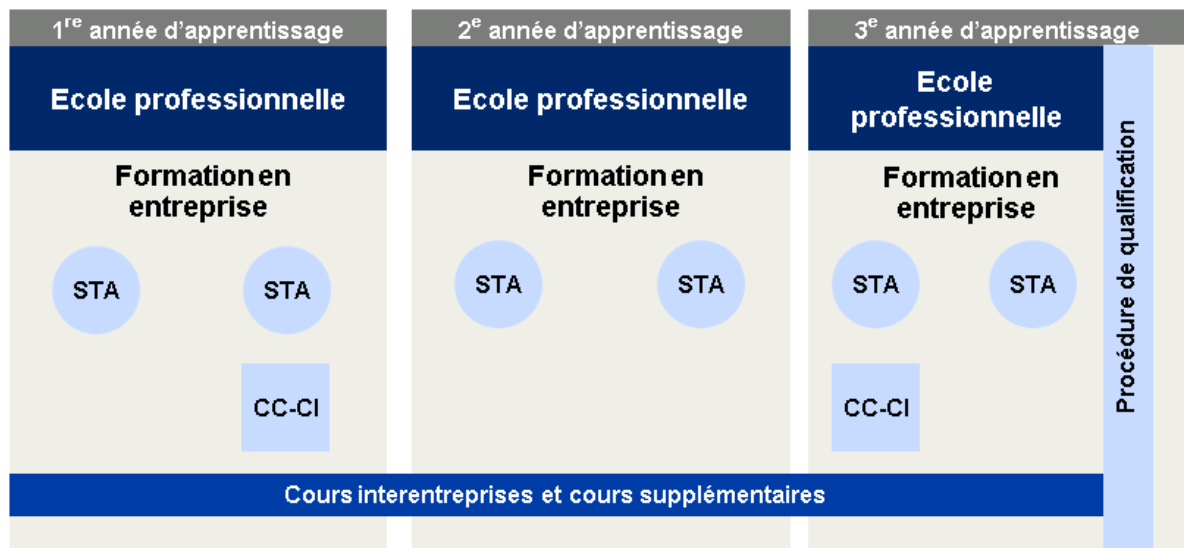 1re année d’apprentissage
Ecole professionnelle
Formation en
entreprise
STA
STA
CC-CI
2e année d’apprentissage
Ecole professionnelle
Formation en
entreprise
STA
STA
3e année d’apprentissage
Ecole
professionnelle
Formation en
entreprise
STA
STA
CC-CI
Procédure de qualification
Cours interentreprises et cours supplémentaires